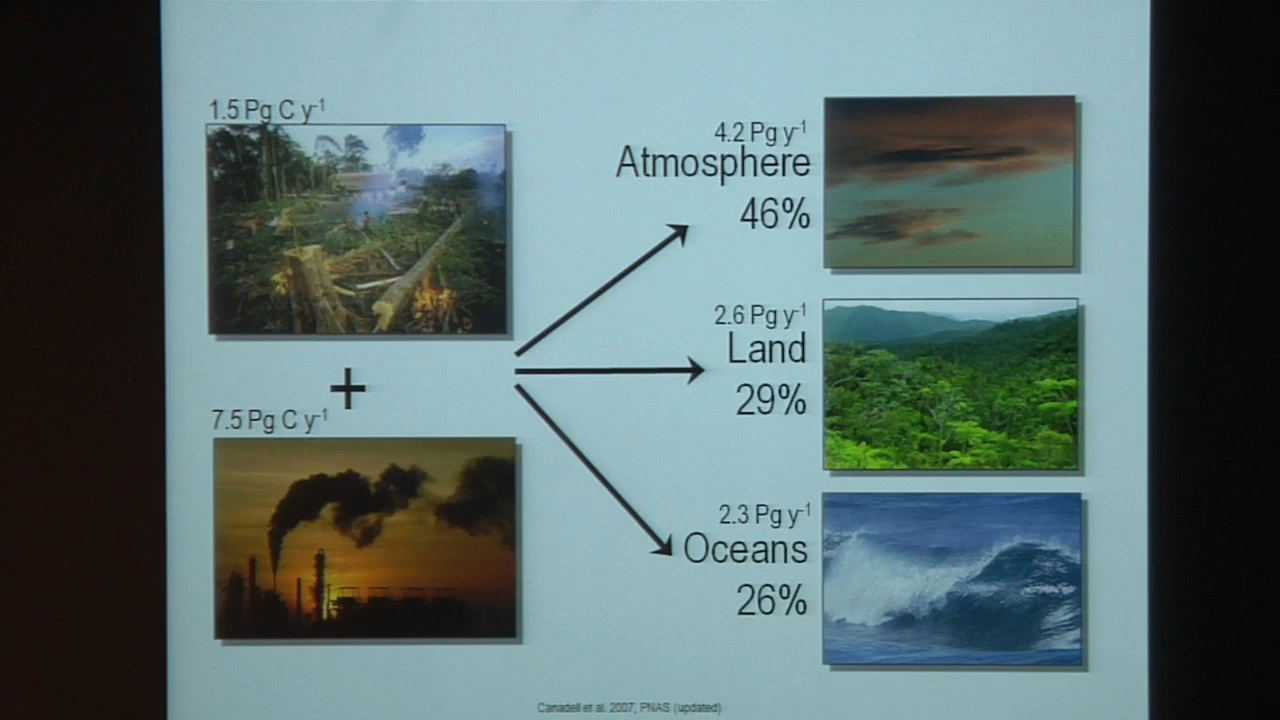 1.5 Pg C y-1
+
7.5 Pg C y-1
4.2 Pg y-1
Atmosphere
46%
2.6 Pg y-1
Land
29%
2.3 Pg y-1
Oceans
26%
Canadell et al. 2007, PNAS (updated)